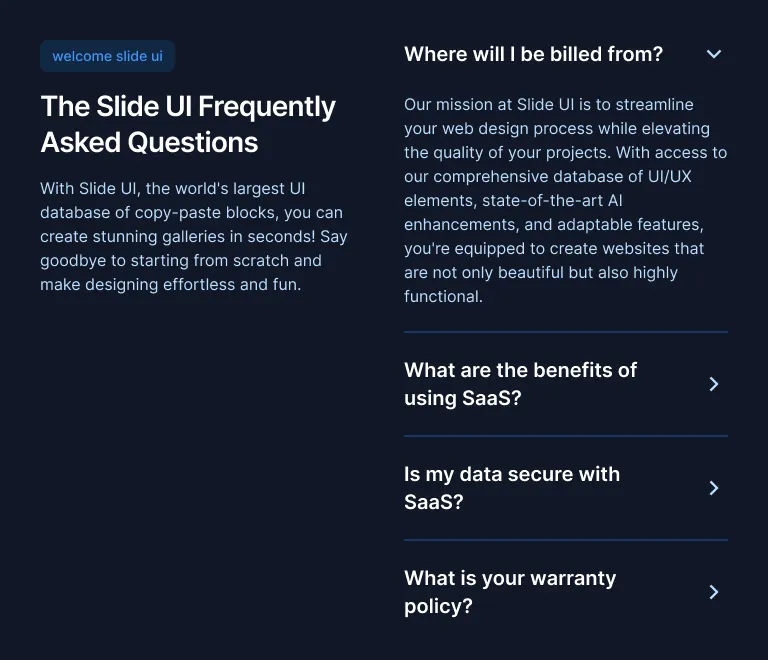 welcome slide ui
The Slide UI Frequently
Asked Questions
With Slide UI, the world's largest UI
database of copy-paste blocks, you can
create stunning galleries in seconds! Say
goodbye to starting from scratch and
make designing effortless and fun.
Where will I be billed from?
Our mission at Slide UI is to streamline
your web design process while elevating
the quality of your projects. With access to
our comprehensive database of UI/UX
elements, state-of-the-art AI
enhancements, and adaptable features,
you're equipped to create websites that
are not only beautiful but also highly
functional.
What are the benefits of
using SaaS?
Is my data secure with
SaaS?
What is your warranty
policy?